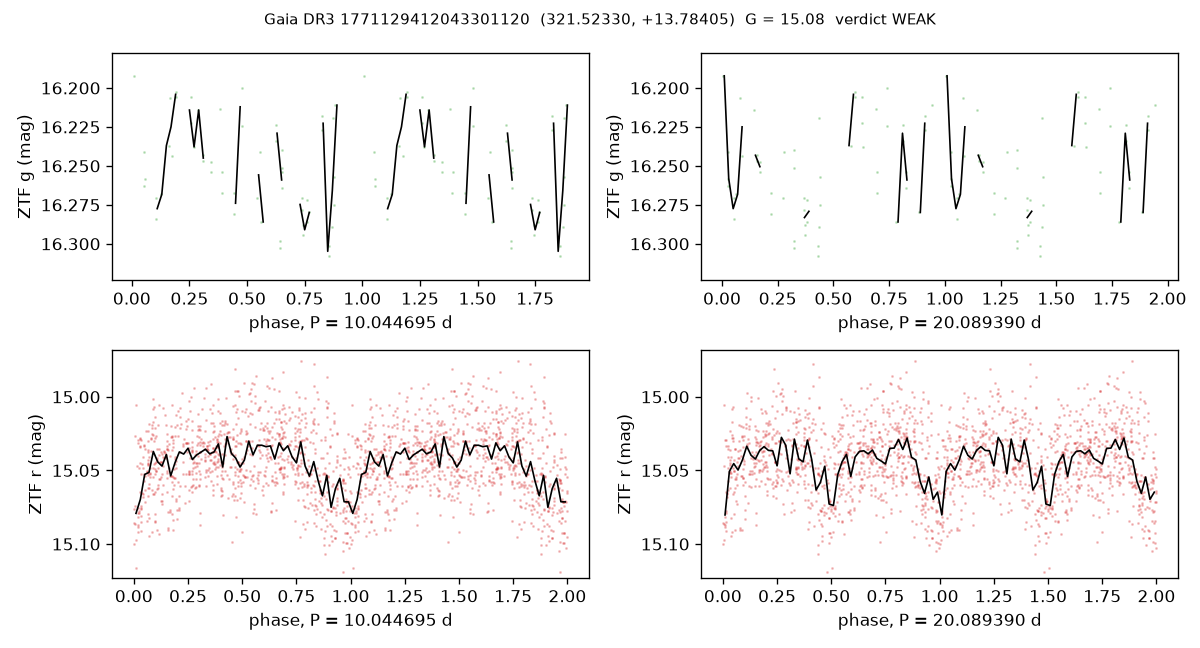 Gaia DR3 1771129412043301120  (321.52330, +13.78405)  G = 15.08  verdict WEAK
ZTF g (mag)
16.200
16.225
16.250
16.275
16.300
0.00 0.25 0.50 0.75 1.00 1.25 1.50 1.75
phase, P = 10.044695 d
ZTF g (mag)
16.200
16.225
16.250
16.275
16.300
0.00 0.25 0.50 0.75 1.00 1.25 1.50 1.75 2.00
phase, P = 20.089390 d
ZTF r (mag)
15.00
15.05
15.10
0.00 0.25 0.50 0.75 1.00 1.25 1.50 1.75 2.00
phase, P = 10.044695 d
ZTF r (mag)
15.00
15.05
15.10
0.00 0.25 0.50 0.75 1.00 1.25 1.50 1.75 2.00
phase, P = 20.089390 d